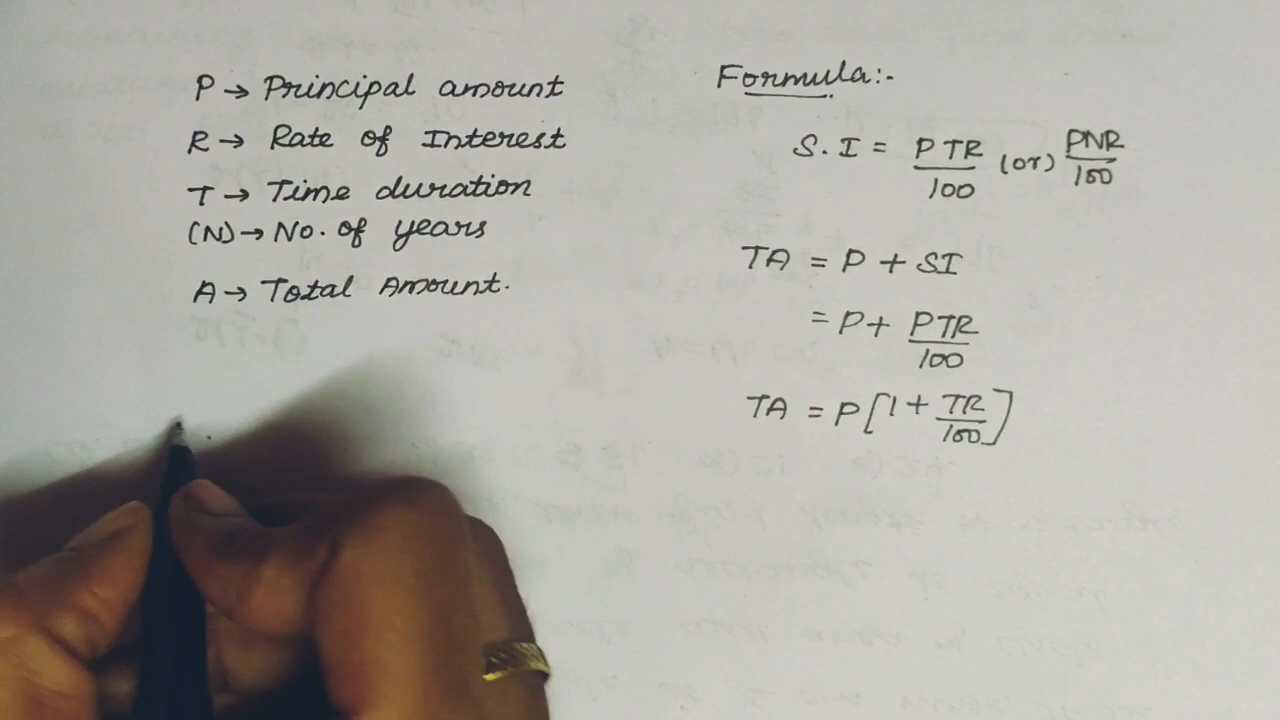 P → Principal amount
R → Rate of Interest
T → Time duration
(N) → No. of years
A → Total Amount.
Formula:-
S.I = PTR/100 (or) PNR/100
TA = P + SI
= P + PTR/100
TA = P[1 + TR/100]